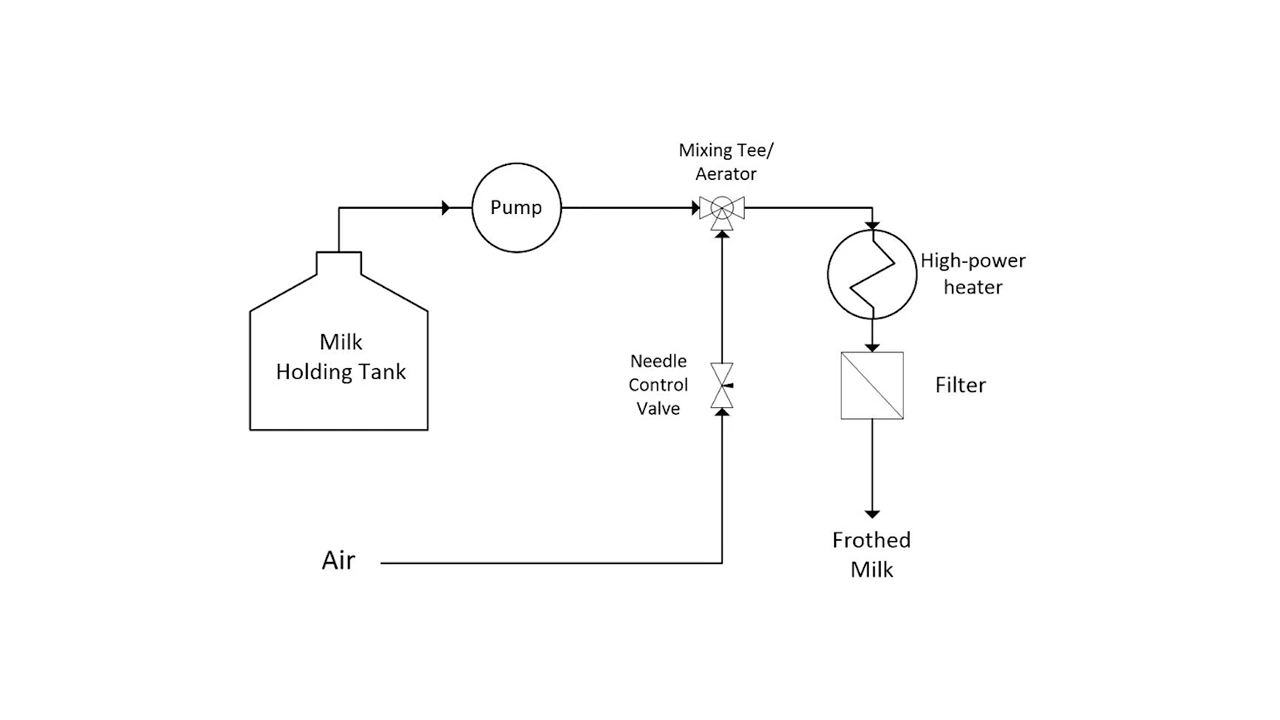 Mixing Tee/
Aerator
Pump
High-power
heater
Milk
Holding Tank
Needle
Control
Valve
Filter
Air
Frothed
Milk